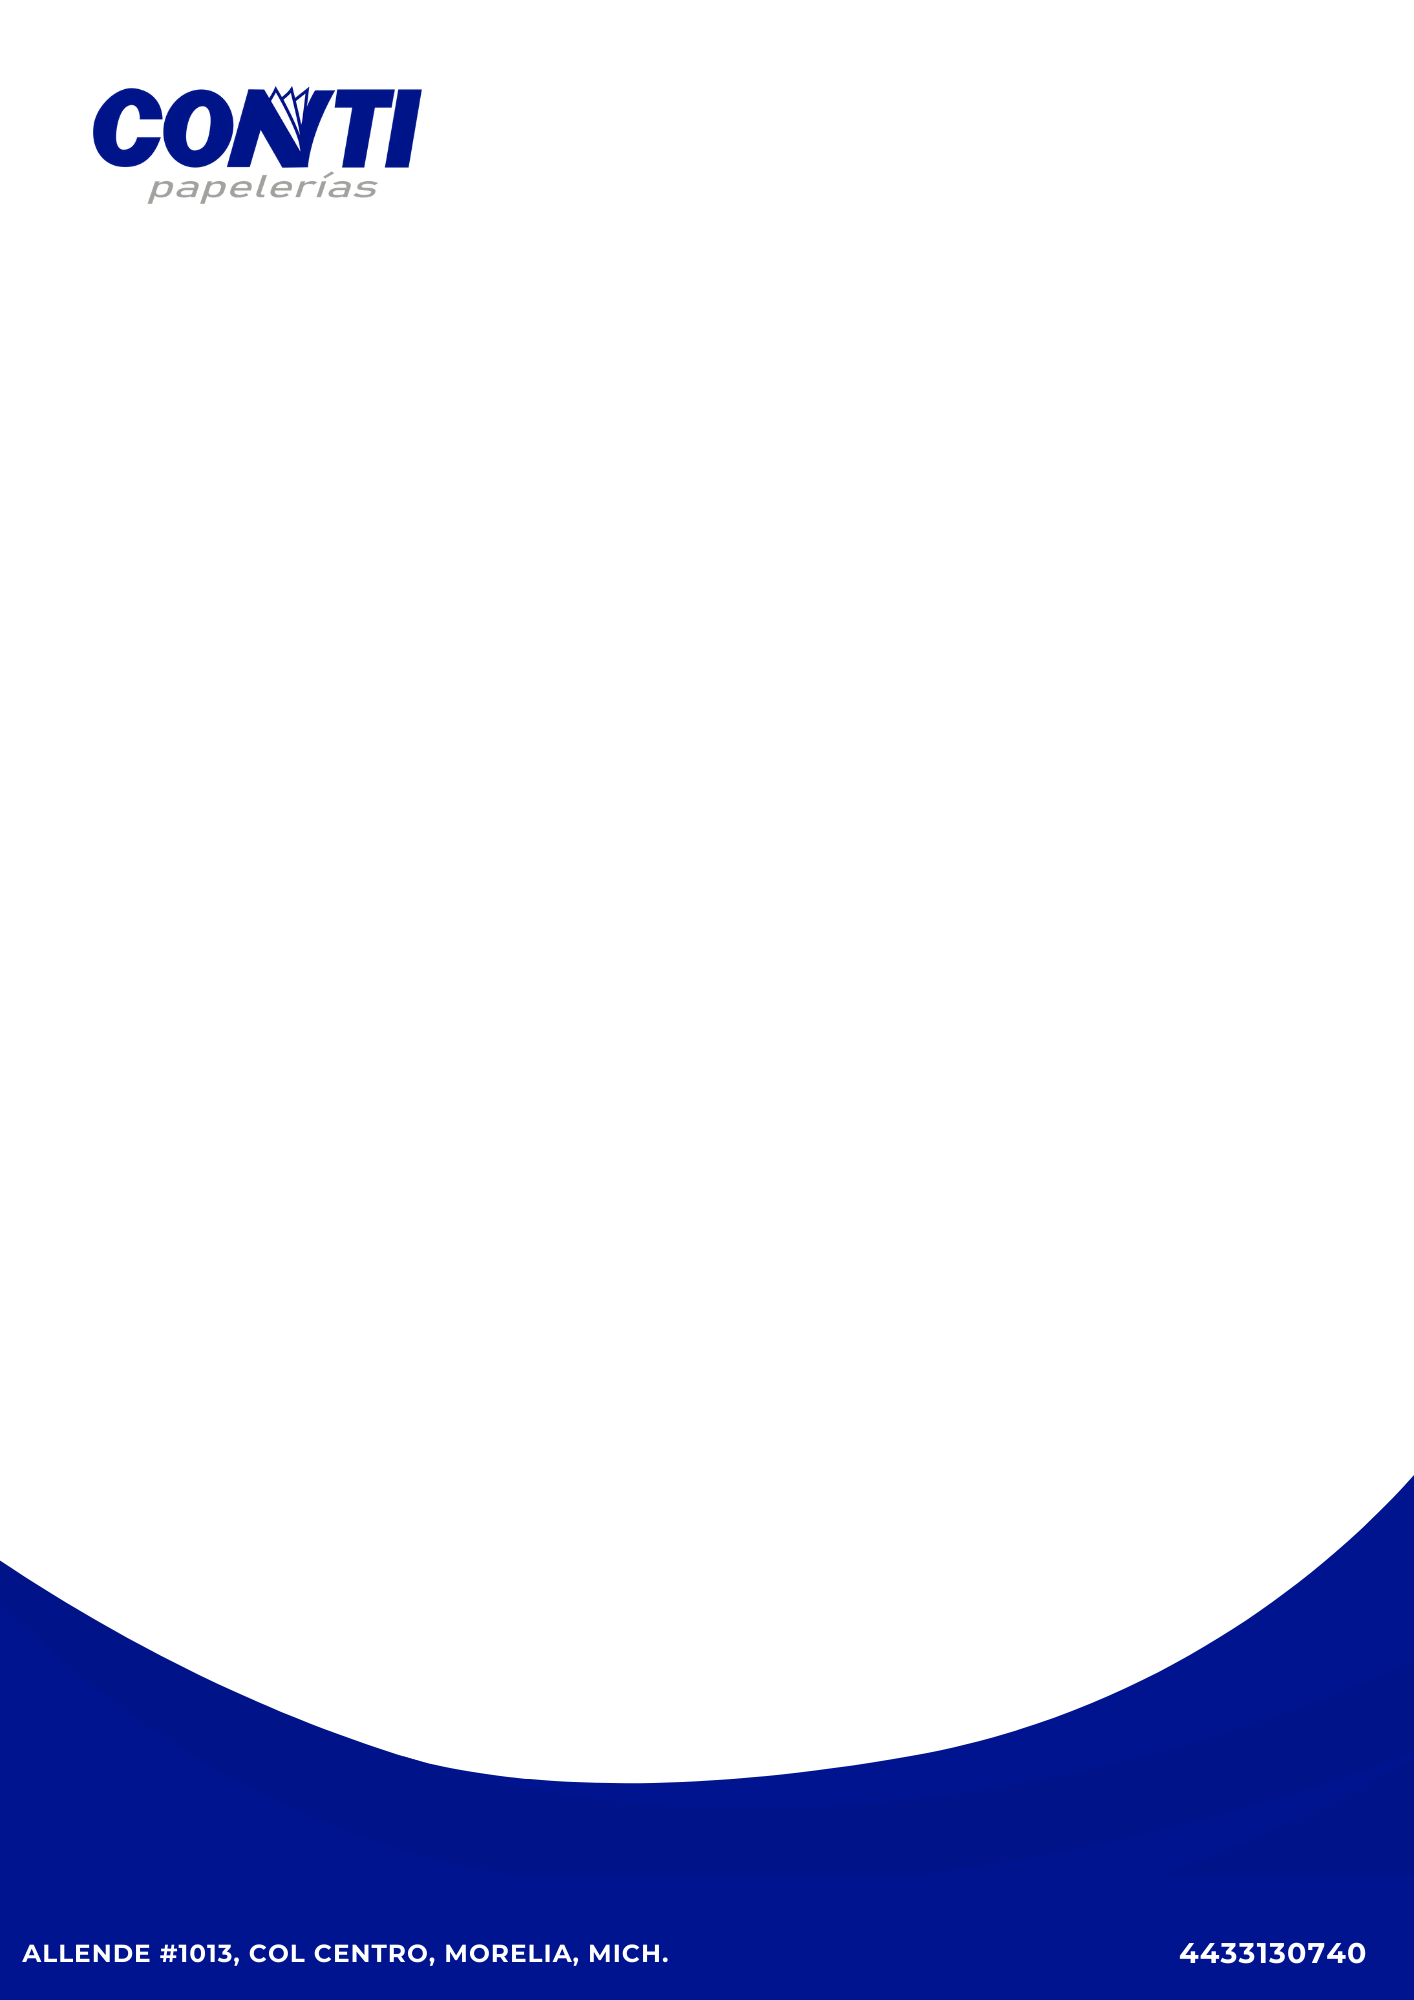 CONTI
papelerías
ALLENDE #1013, COL CENTRO, MORELIA, MICH.
4433130740